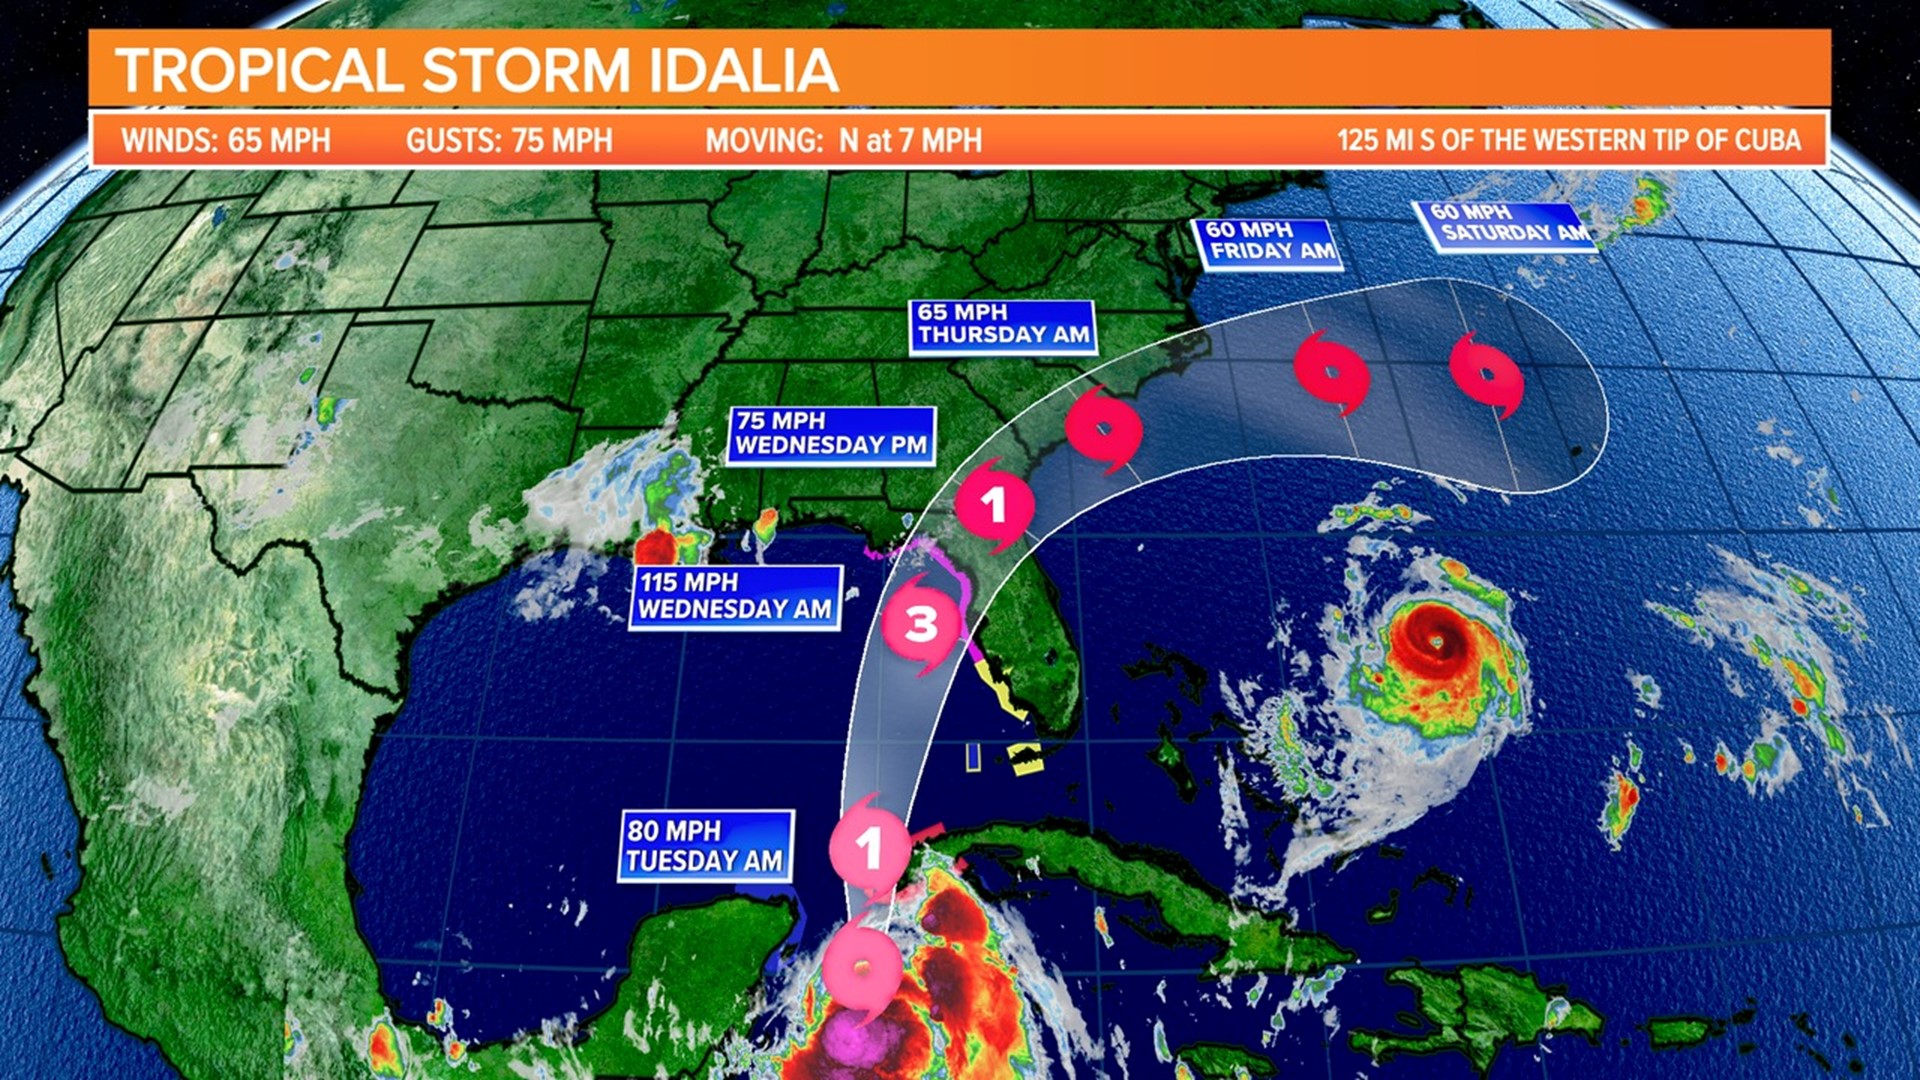 TROPICAL STORM IDALIA
WINDS: 65 MPH GUSTS: 75 MPH MOVING: N at 7 MPH 125 MI S OF THE WESTERN TIP OF CUBA
60 MPH
SATURDAY AM
60 MPH
FRIDAY AM
65 MPH
THURSDAY AM
75 MPH
WEDNESDAY PM
1
115 MPH
WEDNESDAY AM
3
80 MPH
TUESDAY AM
1